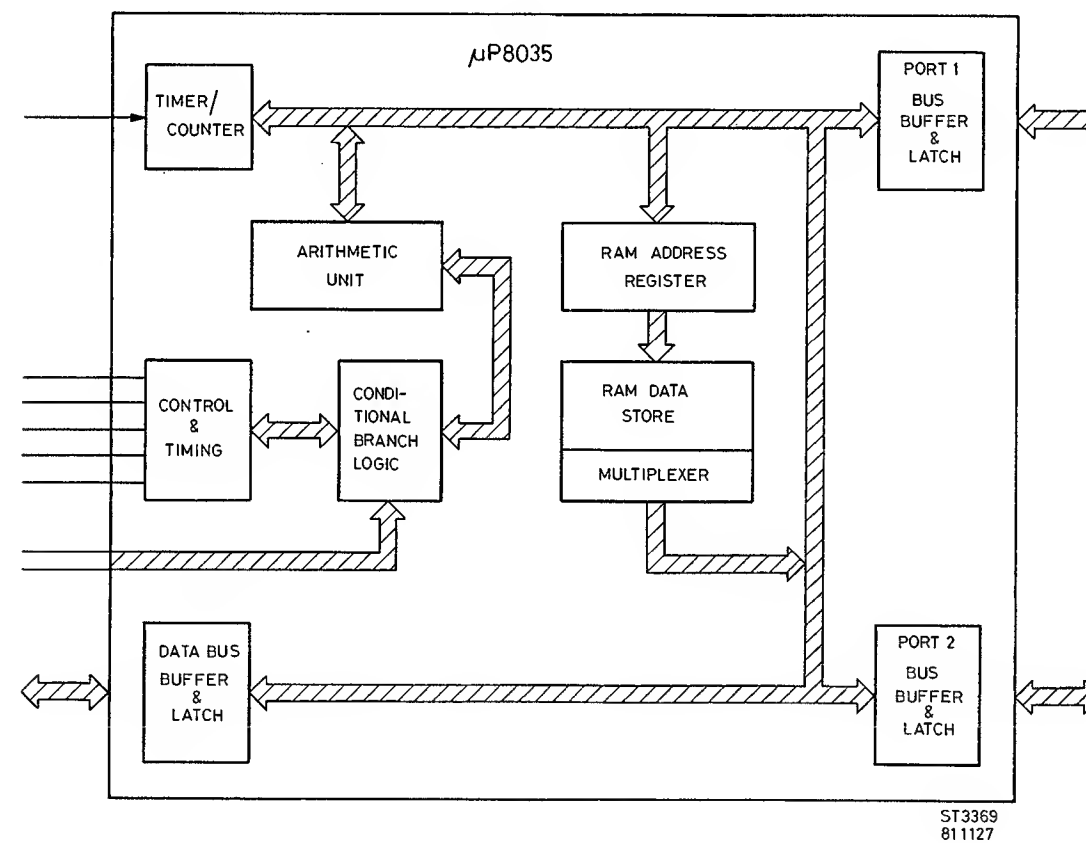 µP8035
TIMER/
COUNTER
PORT 1
BUS
BUFFER
&
LATCH
ARITHMETIC
UNIT
RAM ADDRESS
REGISTER
CONTROL
&
TIMING
CONDI-
TIONAL
BRANCH
LOGIC
RAM DATA
STORE
MULTIPLEXER
DATA BUS
BUFFER
&
LATCH
PORT 2
BUS
BUFFER
&
LATCH
ST3369
811127